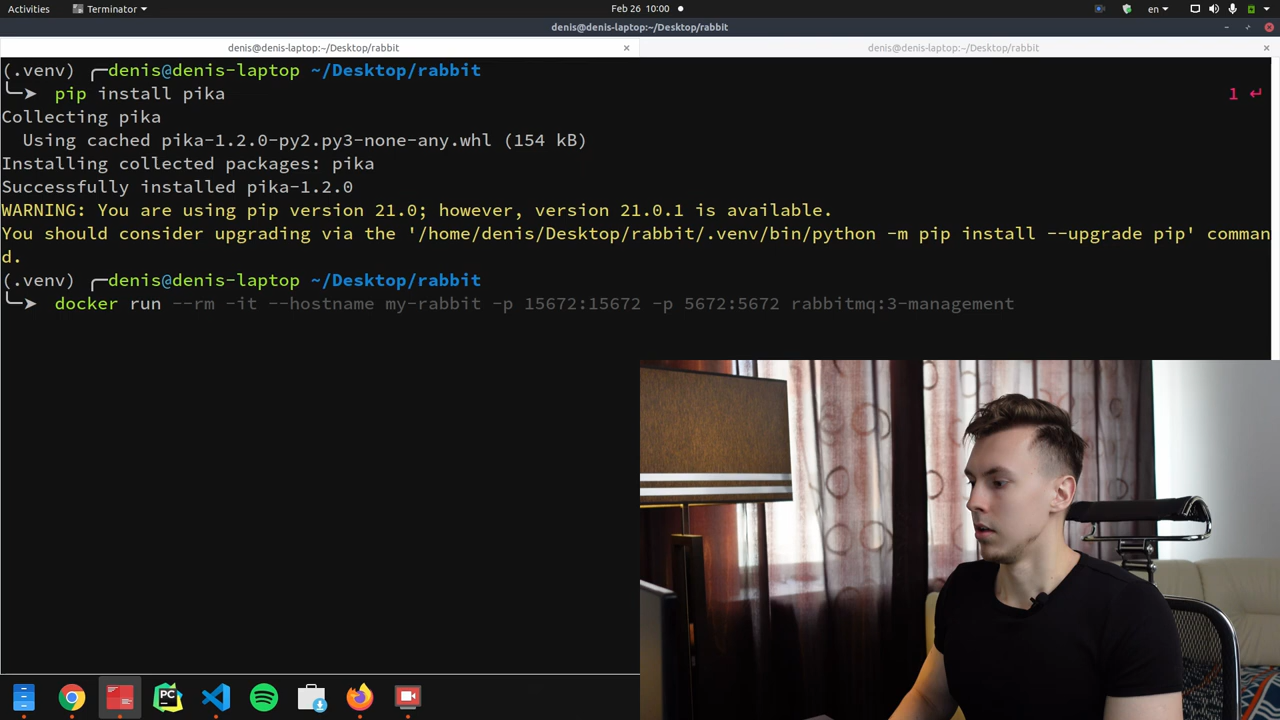 Activities
Terminator
Feb 26 10:00
en
denis@denis-laptop:~/Desktop/rabbit
denis@denis-laptop:~/Desktop/rabbit
denis@denis-laptop:~/Desktop/rabbit
(.venv) ╭─denis@denis-laptop ~/Desktop/rabbit
╰─➤ pip install pika 1 ↵
Collecting pika
Using cached pika-1.2.0-py2.py3-none-any.whl (154 kB)
Installing collected packages: pika
Successfully installed pika-1.2.0
WARNING: You are using pip version 21.0; however, version 21.0.1 is available.
You should consider upgrading via the '/home/denis/Desktop/rabbit/.venv/bin/python -m pip install --upgrade pip' comman
d.
(.venv) ╭─denis@denis-laptop ~/Desktop/rabbit
╰─➤ docker run --rm -it --hostname my-rabbit -p 15672:15672 -p 5672:5672 rabbitmq:3-management
PC